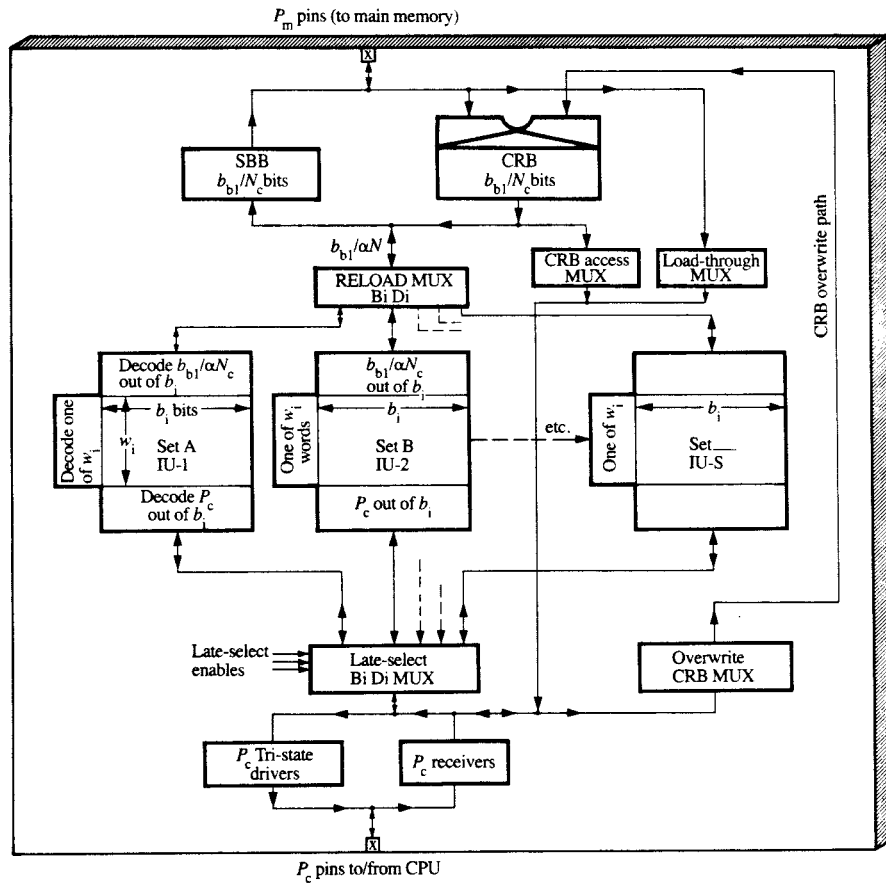 P_m pins (to main memory)
X
SBB
b_b1/N_c bits
CRB
b_b1/N_c bits
b_b1/αN
RELOAD MUX
Bi Di
CRB access
MUX
Load-through
MUX
CRB overwrite path
Decode b_b1/αN_c
out of b_i
b_i bits
Decode one
of w_i
w_i
Set A
IU-1
Decode P_c
out of b_i
b_b1/αN_c
out of b_i
b_i
One of w_i
words
Set B
IU-2
P_c out of b_i
etc.
One of w_i
b_i
Set___
IU-S
Late-select
enables
Late-select
Bi Di MUX
Overwrite
CRB MUX
P_c Tri-state
drivers
P_c receivers
X
P_c pins to/from CPU